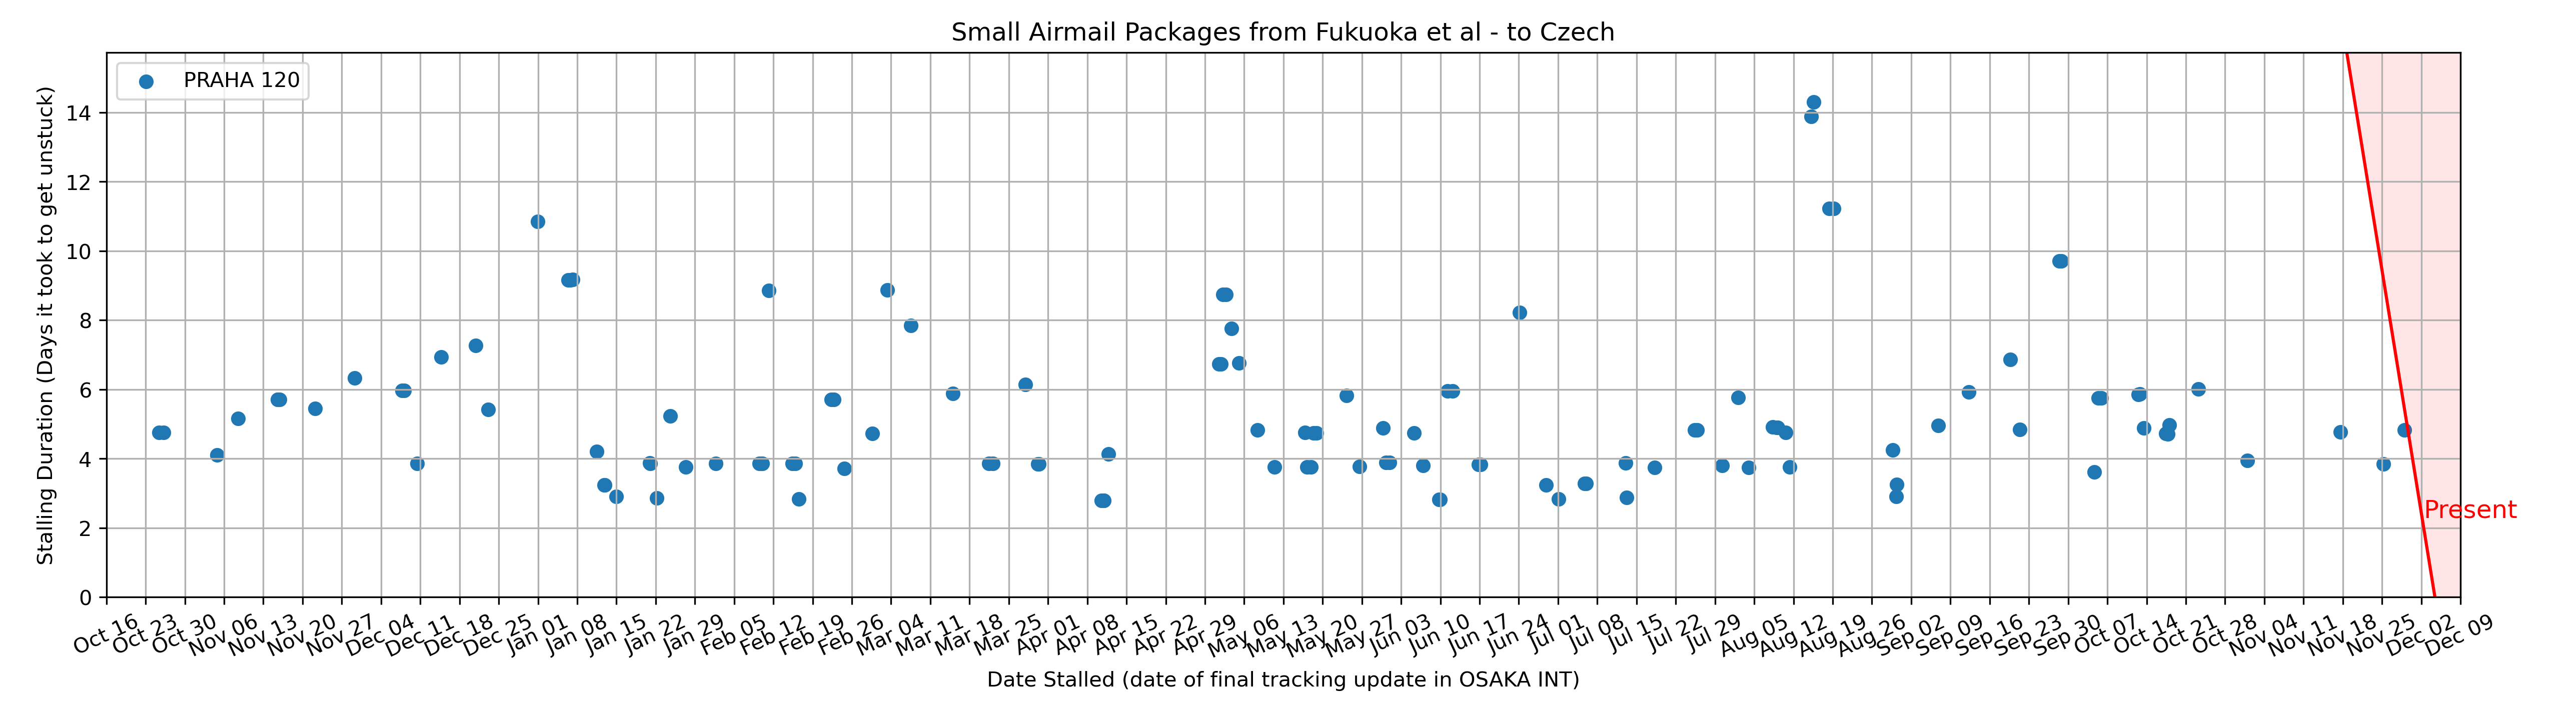 Small Airmail Packages from Fukuoka et al - to Czech
PRAHA 120
Stalling Duration (Days it took to get unstuck)
14
12
10
8
6
4
2
0
Present
Oct 16
Oct 23
Oct 30
Nov 06
Nov 13
Nov 20
Nov 27
Dec 04
Dec 11
Dec 18
Dec 25
Jan 01
Jan 08
Jan 15
Jan 22
Jan 29
Feb 05
Feb 12
Feb 19
Feb 26
Mar 04
Mar 11
Mar 18
Mar 25
Apr 01
Apr 08
Apr 15
Apr 22
Apr 29
May 06
May 13
May 20
May 27
Jun 03
Jun 10
Jun 17
Jun 24
Jul 01
Jul 08
Jul 15
Jul 22
Jul 29
Aug 05
Aug 12
Aug 19
Aug 26
Sep 02
Sep 09
Sep 16
Sep 23
Sep 30
Oct 07
Oct 14
Oct 21
Oct 28
Nov 04
Nov 11
Nov 18
Nov 25
Dec 02
Dec 09
Date Stalled (date of final tracking update in OSAKA INT)